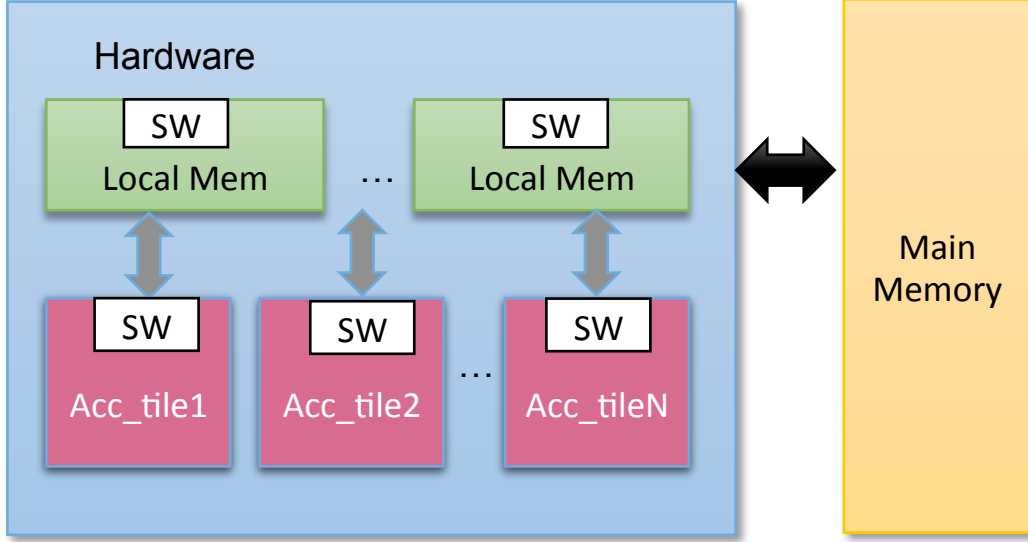 Hardware
SW
Local Mem
...
SW
Local Mem
Main
Memory
SW
Acc_tile1
SW
Acc_tile2
...
SW
Acc_tileN